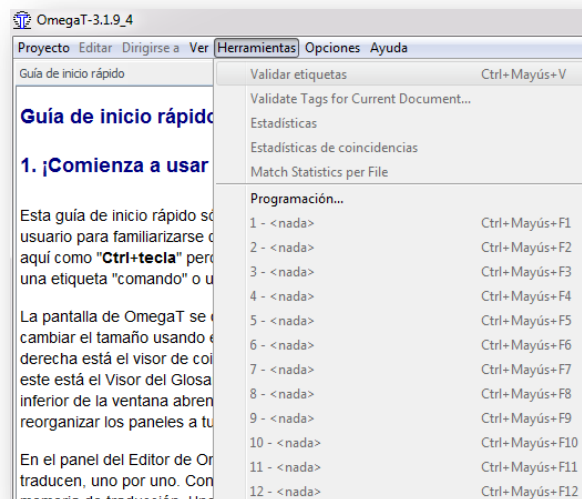 OmegaT-3.1.9_4
Proyecto Editar Dirigirse a Ver Herramientas Opciones Ayuda
Guía de inicio rápido
Guía de inicio rápido
1. ¡Comienza a usar
Esta guía de inicio rápido
usuario para familiarizarse
aquí como "Ctrl+tecla"
una etiqueta "comando" o
La pantalla de OmegaT se
cambiar el tamaño usando
derecha está el visor de
este está el Visor del
inferior de la ventana abren
reorganizar los paneles a
En el panel del Editor de
traducen, uno por uno. Con
Validar etiquetas Ctrl+Mayús+V
Validate Tags for Current Document...
Estadísticas
Estadísticas de coincidencias
Match Statistics per File
Programación...
1 - <nada> Ctrl+Mayús+F1
2 - <nada> Ctrl+Mayús+F2
3 - <nada> Ctrl+Mayús+F3
4 - <nada> Ctrl+Mayús+F4
5 - <nada> Ctrl+Mayús+F5
6 - <nada> Ctrl+Mayús+F6
7 - <nada> Ctrl+Mayús+F7
8 - <nada> Ctrl+Mayús+F8
9 - <nada> Ctrl+Mayús+F9
10 - <nada> Ctrl+Mayús+F10
11 - <nada> Ctrl+Mayús+F11
12 - <nada> Ctrl+Mayús+F12